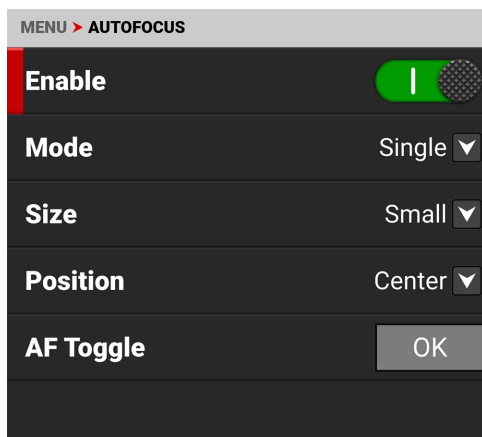 MENU ➤ AUTOFOCUS
Enable
Mode Single
Size Small
Position Center
AF Toggle OK